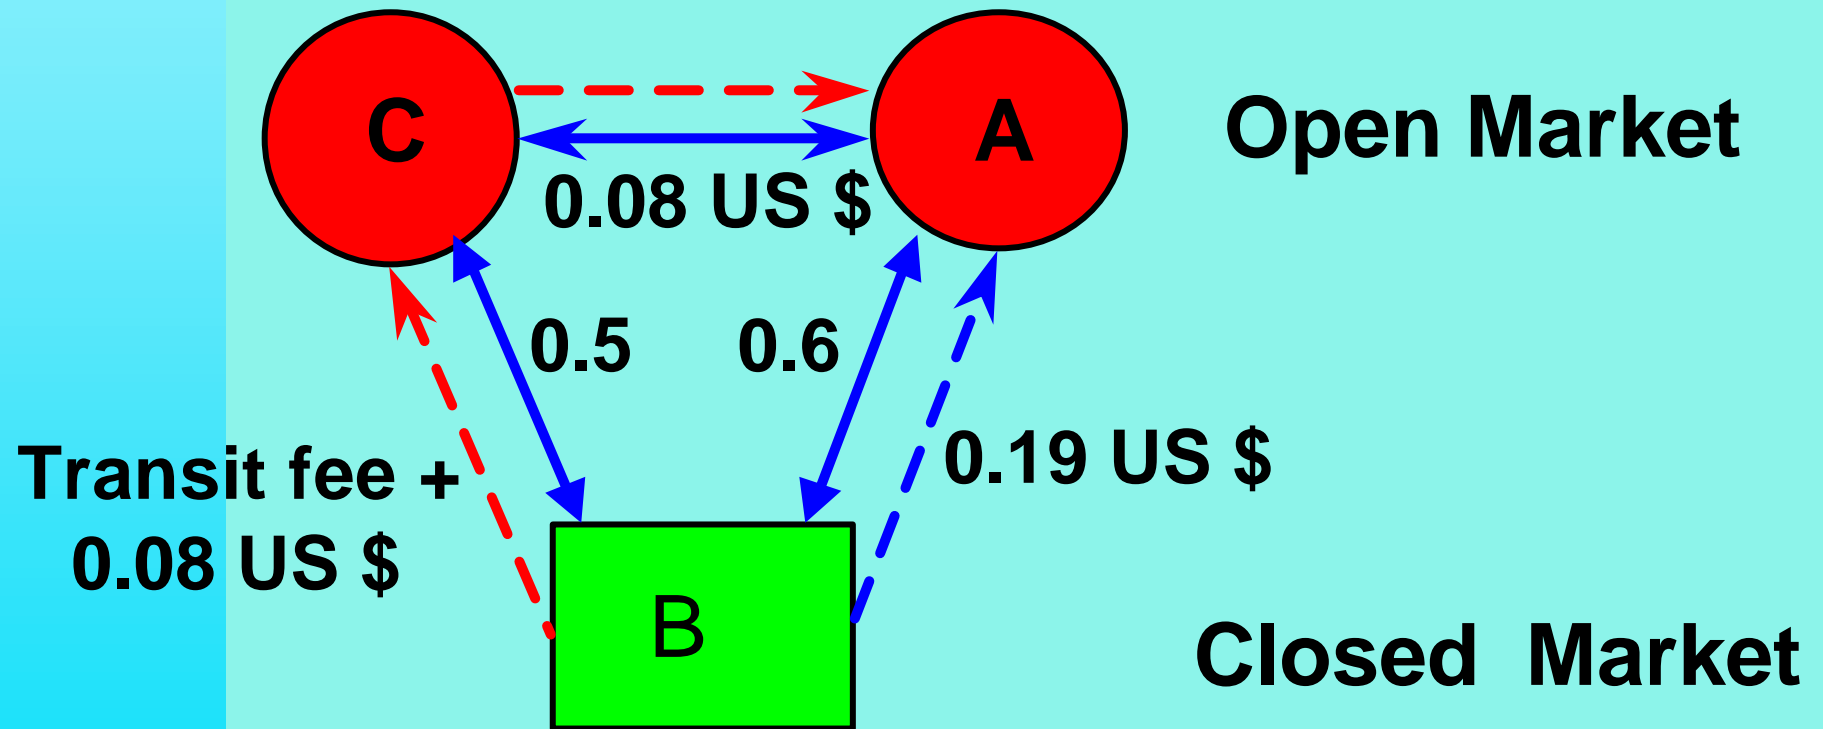 C
A
Open Market
0.08 US $
0.5
0.6
Transit fee +
0.08 US $
0.19 US $
B
Closed Market